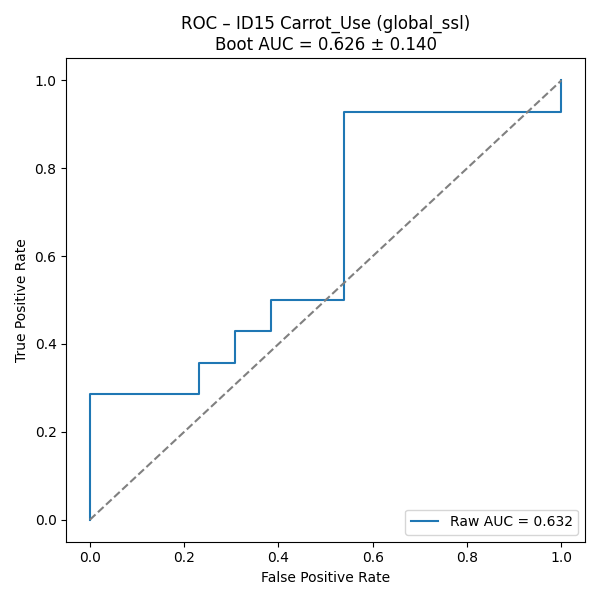 ROC – ID15 Carrot_Use (global_ssl)
Boot AUC = 0.626 ± 0.140
True Positive Rate
1.0
0.8
0.6
0.4
0.2
0.0
Raw AUC = 0.632
0.0 0.2 0.4 0.6 0.8 1.0
False Positive Rate